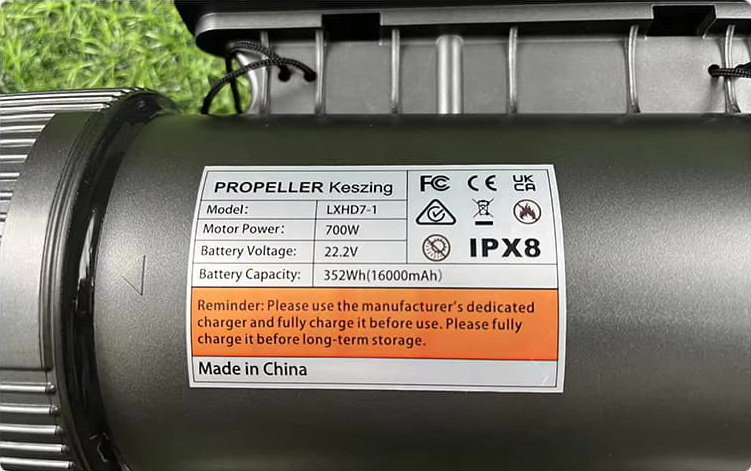 PROPELLER Keszing
FC CE UK CA
Model: LXHD7-1
Motor Power: 700W
Battery Voltage: 22.2V
IPX8
Battery Capacity: 352Wh(16000mAh)
Reminder: Please use the manufacturer's dedicated
charger and fully charge it before use. Please fully
charge it before long-term storage.
Made in China